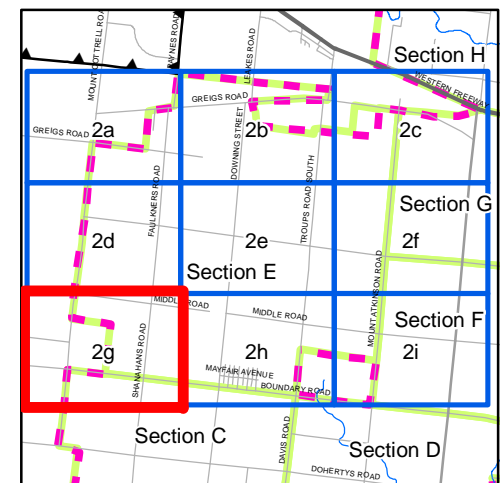 MOUNT COTTRELL ROAD
RAYNES ROAD
LEAKES ROAD
Section H
WESTERN FREEWAY
GREIGS ROAD
GREIGS ROAD
2a
2b
2c
DOWNING STREET
TROUPS ROAD SOUTH
FAULKNERS ROAD
Section G
2d
2e
2f
MOUNT ATKINSON ROAD
Section E
MIDDLE ROAD
MIDDLE ROAD
Section F
SHANAHANS ROAD
2g
2h
2i
MAYFAIR AVENUE
BOUNDARY ROAD
Section C
DAVIS ROAD
Section D
DOHERTYS ROAD